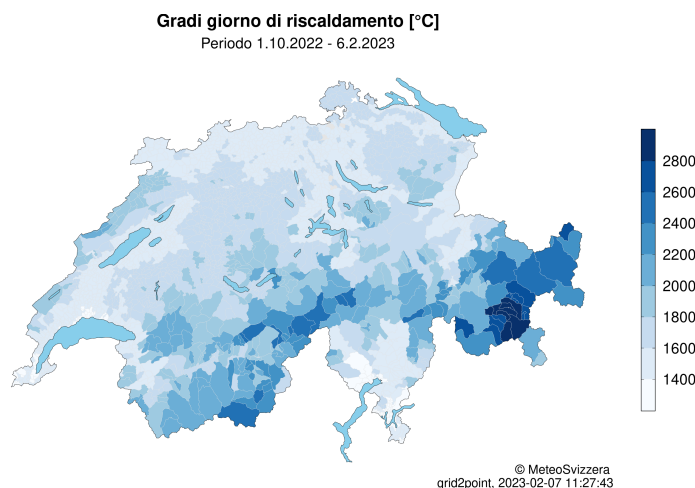 Gradi giorno di riscaldamento [°C]
Periodo 1.10.2022 - 6.2.2023
2800
2600
2400
2200
2000
1800
1600
1400
© MeteoSvizzera
grid2point, 2023-02-07 11:27:43